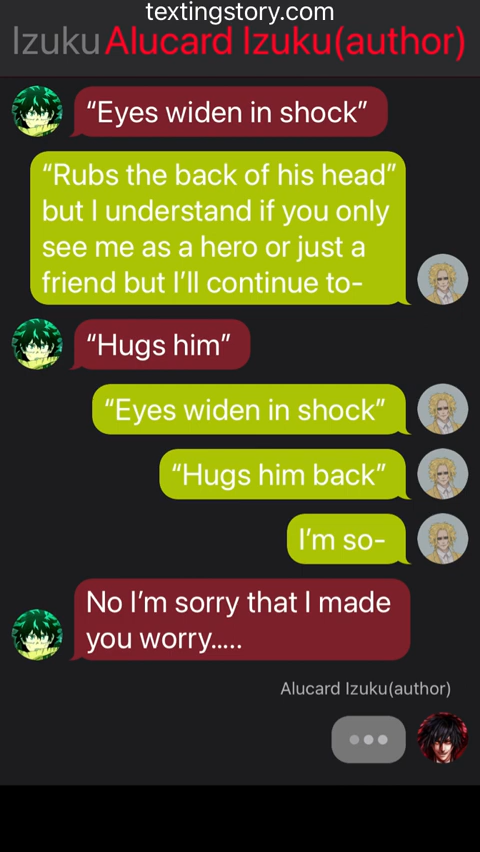 textingstory.com
Izuku Alucard Izuku(author)
“Eyes widen in shock”
“Rubs the back of his head”
but I understand if you only
see me as a hero or just a
friend but I’ll continue to-
“Hugs him”
“Eyes widen in shock”
“Hugs him back”
I’m so-
No I’m sorry that I made
you worry.....
Alucard Izuku(author)